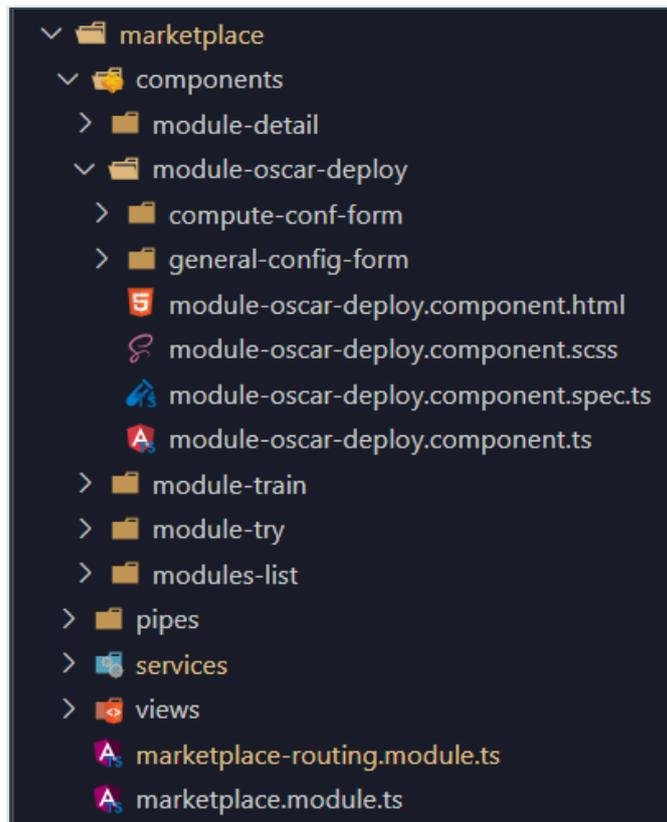 marketplace
components
module-detail
module-oscar-deploy
compute-conf-form
general-config-form
module-oscar-deploy.component.html
module-oscar-deploy.component.scss
module-oscar-deploy.component.spec.ts
module-oscar-deploy.component.ts
module-train
module-try
modules-list
pipes
services
views
marketplace-routing.module.ts
marketplace.module.ts